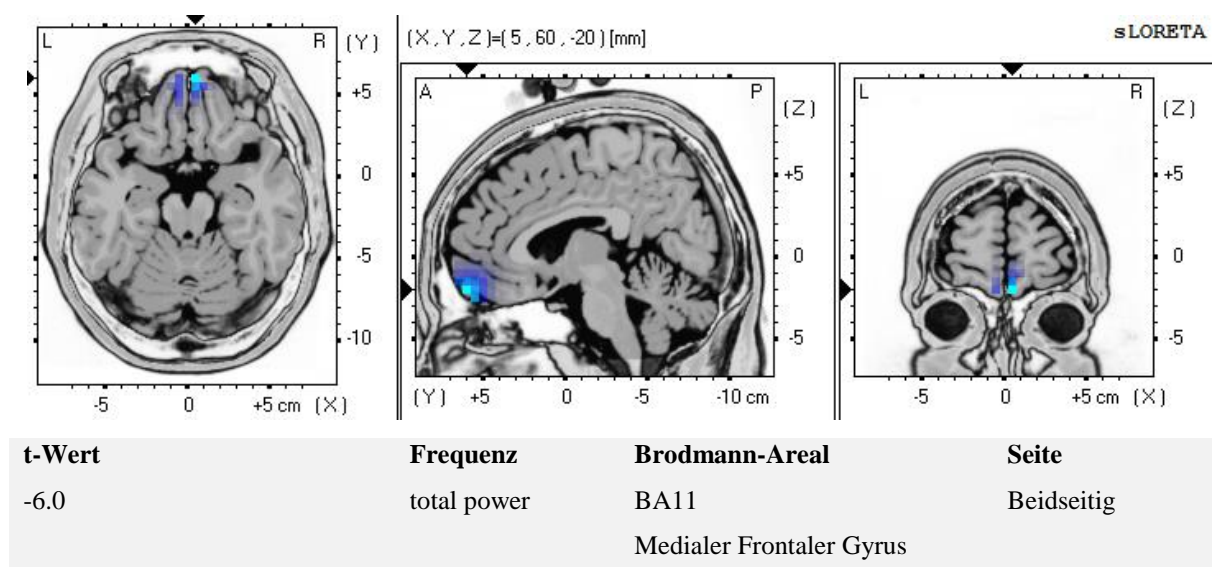 (X,Y,Z)=(5,60,-20)[mm]
sLORETA
L R (Y)
+5
0
-5
-10
-5 0 +5 cm (X)
A P (Z)
+5
0
-5
(Y) +5 0 -5 -10 cm
L R (Z)
+5
0
-5
-5 0 +5 cm (X)
t-Wert Frequenz Brodmann-Areal Seite
-6.0 total power BA11 Beidseitig
Medialer Frontaler Gyrus